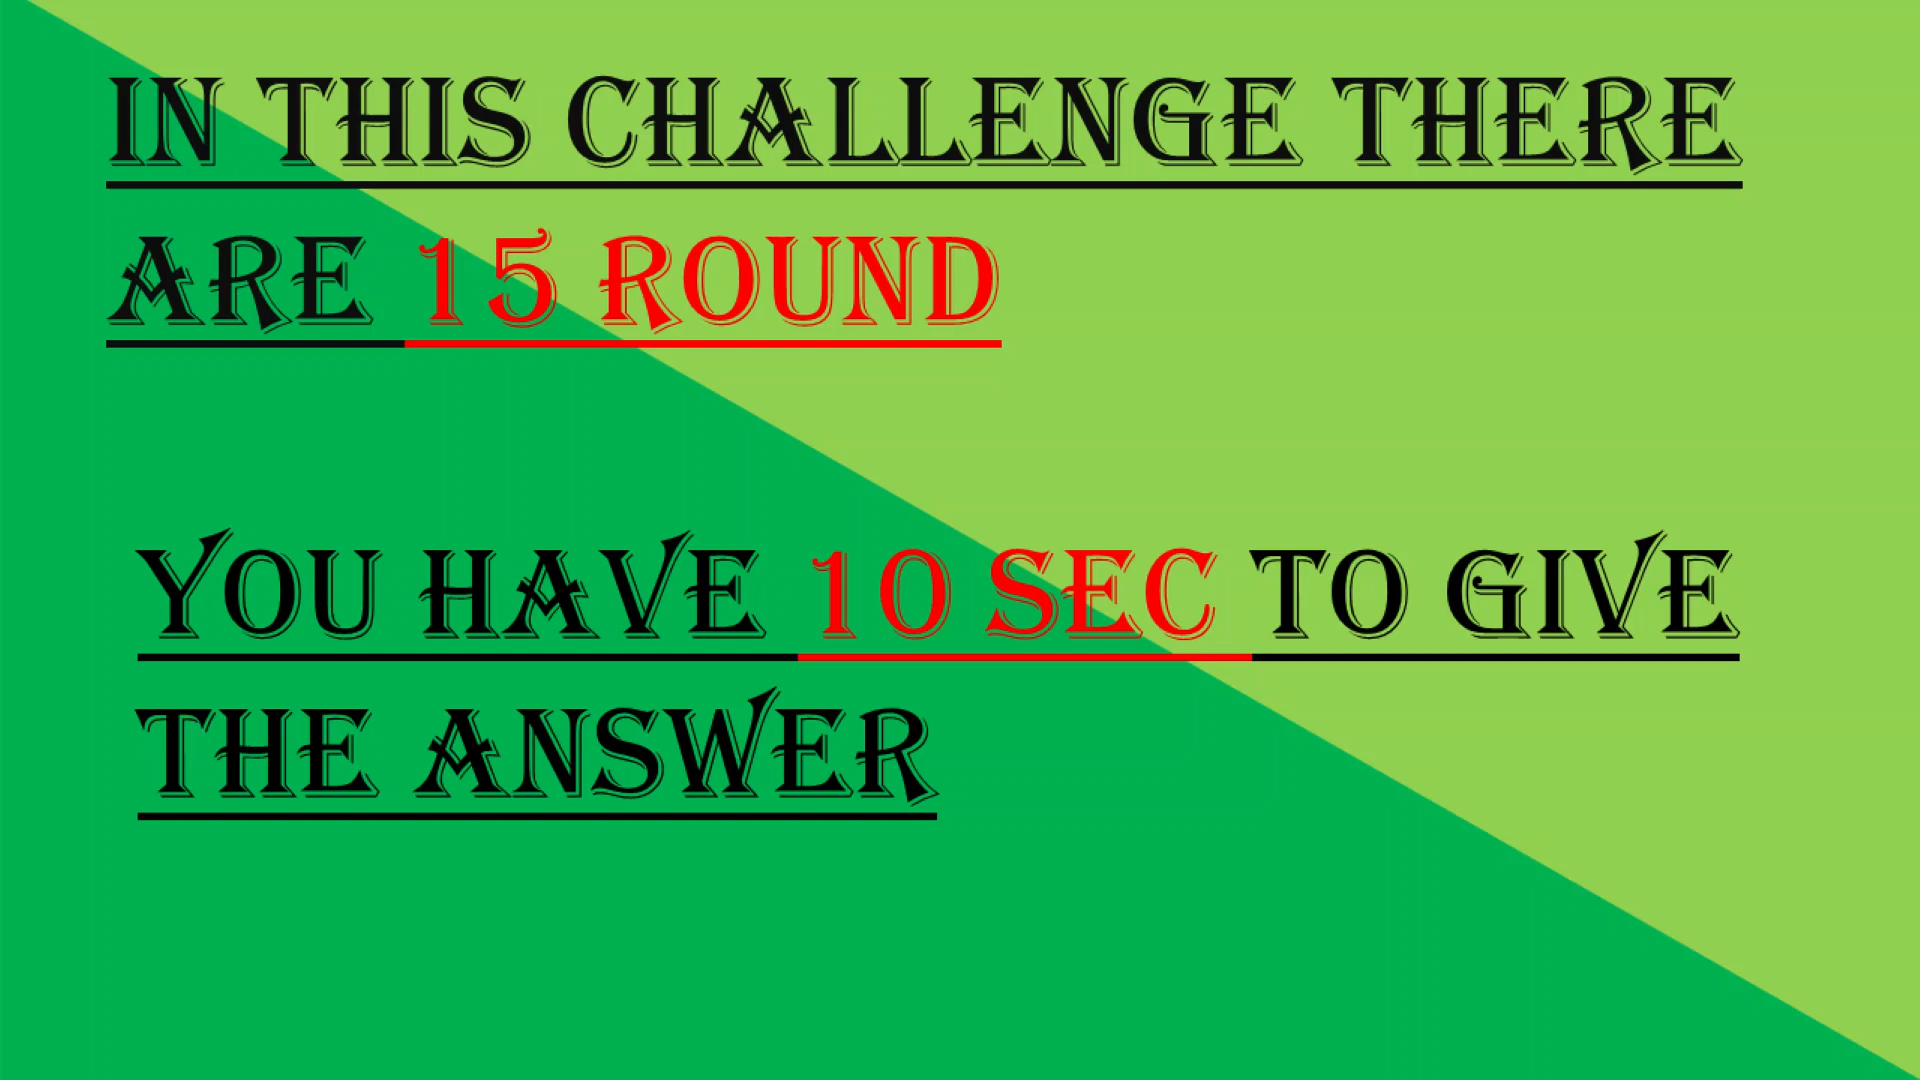 IN THIS CHALLENGE THERE
ARE 15 ROUND
YOU HAVE 10 SEC TO GIVE
THE ANSWER